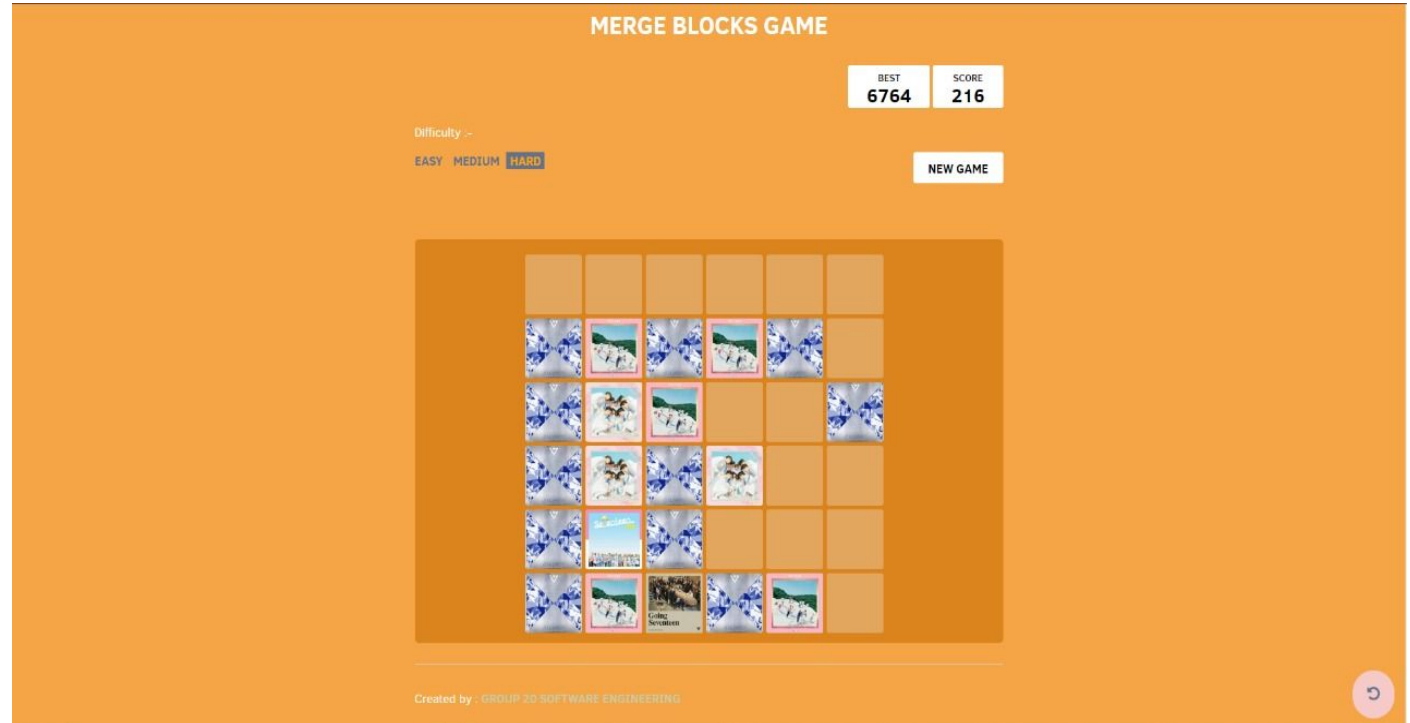 MERGE BLOCKS GAME
BEST SCORE
6764 216
Difficulty :-
EASY MEDIUM HARD
NEW GAME
Going
Seventeen
Created by : GROUP 20 SOFTWARE ENGINEERING